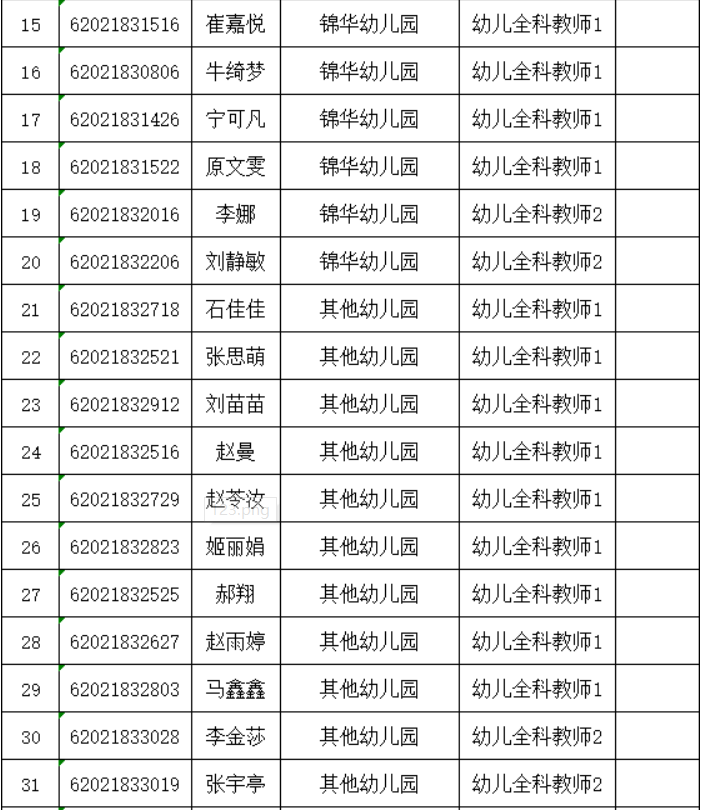 15 62021831516 崔嘉悦 锦华幼儿园 幼儿全科教师1
16 62021830806 牛绮梦 锦华幼儿园 幼儿全科教师1
17 62021831426 宁可凡 锦华幼儿园 幼儿全科教师1
18 62021831522 原文雯 锦华幼儿园 幼儿全科教师1
19 62021832016 李娜 锦华幼儿园 幼儿全科教师2
20 62021832206 刘静敏 锦华幼儿园 幼儿全科教师2
21 62021832718 石佳佳 其他幼儿园 幼儿全科教师1
22 62021832521 张思萌 其他幼儿园 幼儿全科教师1
23 62021832912 刘苗苗 其他幼儿园 幼儿全科教师1
24 62021832516 赵曼 其他幼儿园 幼儿全科教师1
25 62021832729 赵苓汝 其他幼儿园 幼儿全科教师1
123.png
26 62021832823 姬丽娟 其他幼儿园 幼儿全科教师1
27 62021832525 郝翔 其他幼儿园 幼儿全科教师1
28 62021832627 赵雨婷 其他幼儿园 幼儿全科教师1
29 62021832803 马鑫鑫 其他幼儿园 幼儿全科教师1
30 62021833028 李金莎 其他幼儿园 幼儿全科教师2
31 62021833019 张宇亭 其他幼儿园 幼儿全科教师2